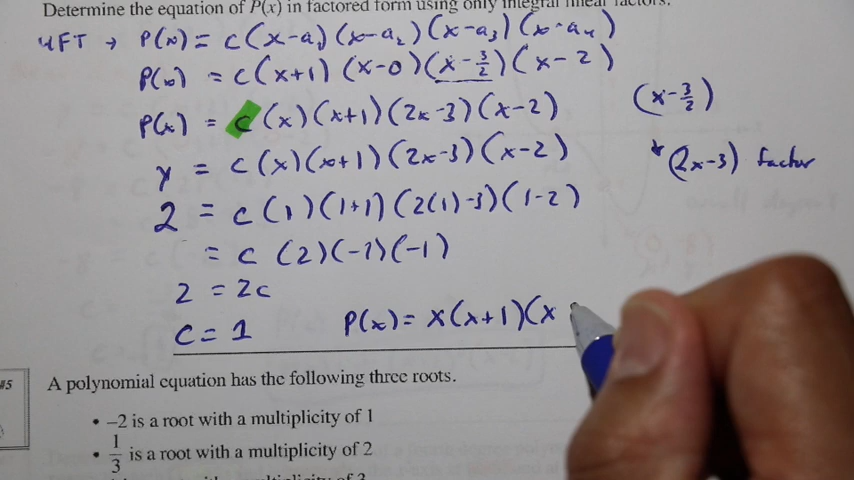 Determine the equation of P(x) in factored form using only integral linear factors.
4FT → P(x) = c(x-a₁)(x-a₂)(x-a₃)(x-a₄)
P(x) = c(x+1)(x-0)(x-3/2)(x-2)
(x-3/2)
P(x) = c(x)(x+1)(2x-3)(x-2)
* (2x-3) factor
y = c(x)(x+1)(2x-3)(x-2)
2 = c(1)(1+1)(2(1)-3)(1-2)
= c (2)(-1)(-1)
2 = 2c
c = 1
P(x) = x(x+1)(x
#5
A polynomial equation has the following three roots.
• –2 is a root with a multiplicity of 1
• 1/3 is a root with a multiplicity of 2